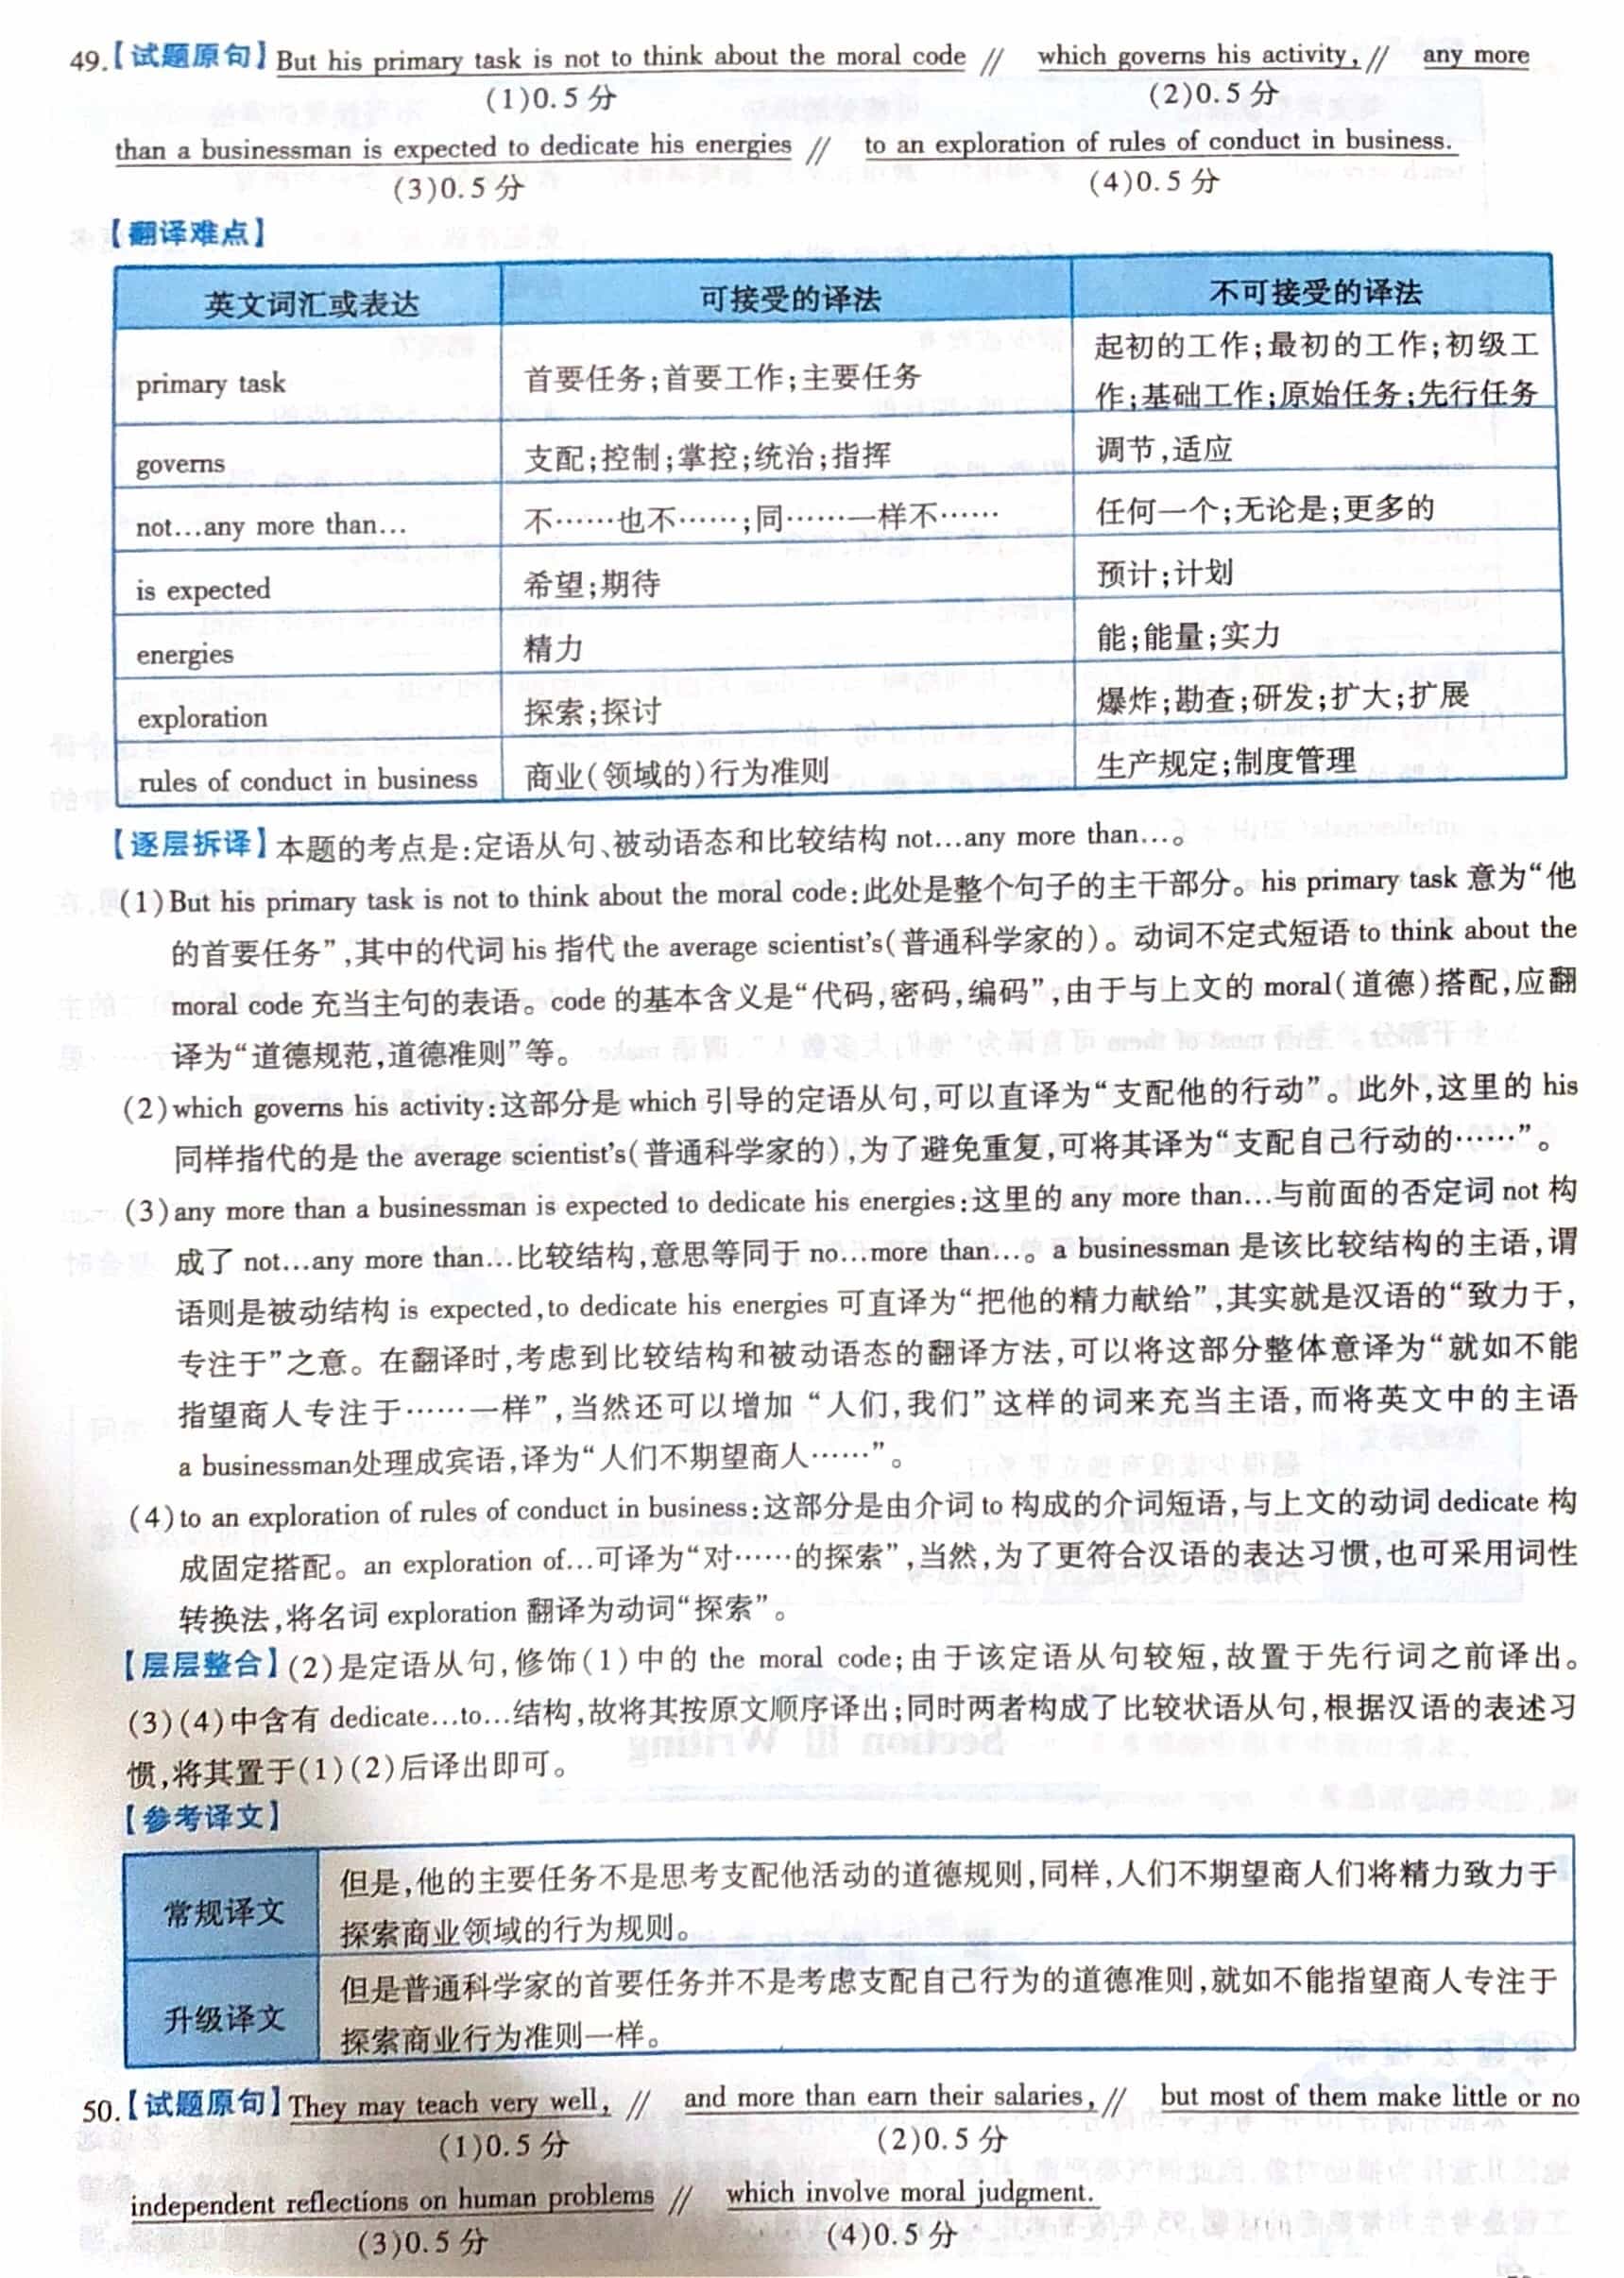 49.【试题原句】But his primary task is not to think about the moral code // which governs his activity, // any more
(1)0.5分 (2)0.5分
than a businessman is expected to dedicate his energies // to an exploration of rules of conduct in business.
(3)0.5分 (4)0.5分
【翻译难点】
英文词汇或表达 可接受的译法 不可接受的译法
primary task 首要任务;首要工作;主要任务 起初的工作;最初的工作;初级工
作;基础工作;原始任务;先行任务
governs 支配;控制;掌控;统治;指挥 调节,适应
not…any more than… 不……也不……;同……一样不…… 任何一个;无论是;更多的
is expected 希望;期待 预计;计划
energies 精力 能;能量;实力
exploration 探索;探讨 爆炸;勘查;研发;扩大;扩展
rules of conduct in business 商业(领域的)行为准则 生产规定;制度管理
【逐层拆译】本题的考点是:定语从句、被动语态和比较结构 not…any more than…。
(1)But his primary task is not to think about the moral code:此处是整个句子的主干部分。his primary task 意为“他
的首要任务”,其中的代词 his 指代 the average scientist's(普通科学家的)。动词不定式短语 to think about the
moral code 充当主句的表语。code 的基本含义是“代码,密码,编码”,由于与上文的 moral(道德)搭配,应翻
译为“道德规范,道德准则”等。
(2)which governs his activity:这部分是 which 引导的定语从句,可以直译为“支配他的行动”。此外,这里的 his
同样指代的是 the average scientist's(普通科学家的),为了避免重复,可将其译为“支配自己行动的……”。
(3)any more than a businessman is expected to dedicate his energies:这里的 any more than…与前面的否定词 not 构
成了 not…any more than…比较结构,意思等同于 no…more than…。a businessman 是该比较结构的主语,谓
语则是被动结构 is expected,to dedicate his energies 可直译为“把他的精力献给”,其实就是汉语的“致力于,
专注于”之意。在翻译时,考虑到比较结构和被动语态的翻译方法,可以将这部分整体意译为“就如不能
指望商人专注于……一样”,当然还可以增加“人们,我们”这样的词来充当主语,而将英文中的主语
a businessman处理成宾语,译为“人们不期望商人……”。
(4)to an exploration of rules of conduct in business:这部分是由介词 to 构成的介词短语,与上文的动词 dedicate 构
成固定搭配。an exploration of…可译为“对……的探索”,当然,为了更符合汉语的表达习惯,也可采用词性
转换法,将名词 exploration 翻译为动词“探索”。
【层层整合】(2)是定语从句,修饰(1)中的 the moral code;由于该定语从句较短,故置于先行词之前译出。
(3)(4)中含有 dedicate…to…结构,故将其按原文顺序译出;同时两者构成了比较状语从句,根据汉语的表述习
惯,将其置于(1)(2)后译出即可。
【参考译文】
常规译文 但是,他的主要任务不是思考支配他活动的道德规则,同样,人们不期望商人们将精力致力于
探索商业领域的行为规则。
升级译文 但是普通科学家的首要任务并不是考虑支配自己行为的道德准则,就如不能指望商人专注于
探索商业行为准则一样。
50.【试题原句】They may teach very well, // and more than earn their salaries, // but most of them make little or no
(1)0.5分 (2)0.5分
independent reflections on human problems // which involve moral judgment.
(3)0.5分 (4)0.5分